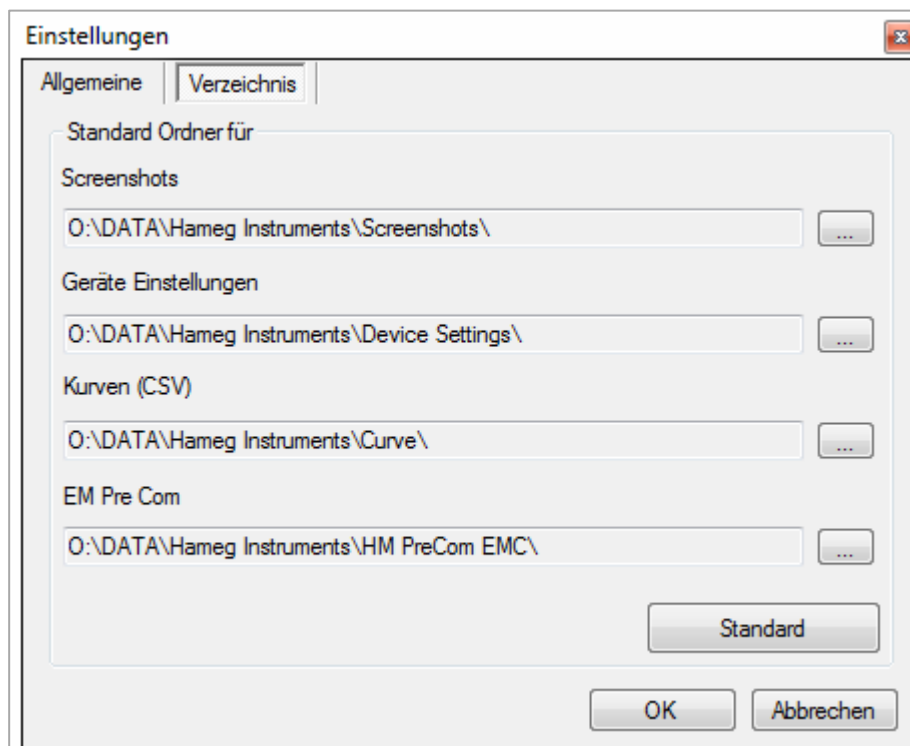 Einstellungen
Allgemeine Verzeichnis
Standard Ordner für
Screenshots
O:\DATA\Hameg Instruments\Screenshots\
...
Geräte Einstellungen
O:\DATA\Hameg Instruments\Device Settings\
...
Kurven (CSV)
O:\DATA\Hameg Instruments\Curve\
...
EM Pre Com
O:\DATA\Hameg Instruments\HM PreCom EMC\
...
Standard
OK Abbrechen